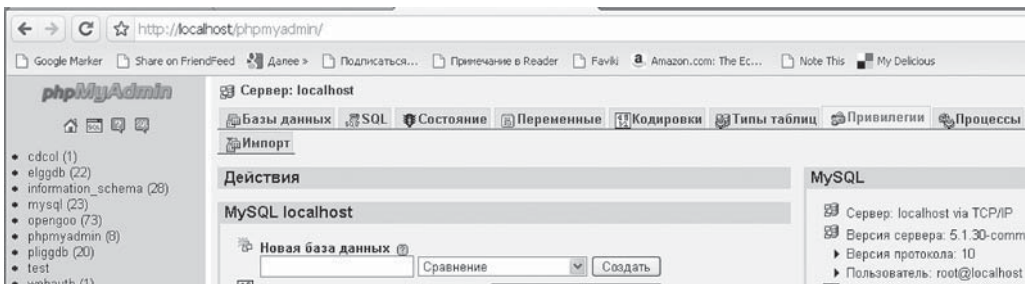 http://localhost/phpmyadmin/
Google Marker Share on FriendFeed Далее » Подписаться... Примечание в Reader Faviki Amazon.com: The Ec... Note This My Delicious
phpMyAdmin
cdcol (1)
elggdb (22)
information_schema (28)
mysql (23)
opengoo (73)
phpmyadmin (8)
pliggdb (20)
test
webauth (1)
Сервер: localhost
Базы данных SQL Состояние Переменные Кодировки Типы таблиц Привилегии Процессы
Импорт
Действия
MySQL localhost
Новая база данных
Сравнение Создать
MySQL
Сервер: localhost via TCP/IP
Версия сервера: 5.1.30-comm
Версия протокола: 10
Пользователь: root@localhost